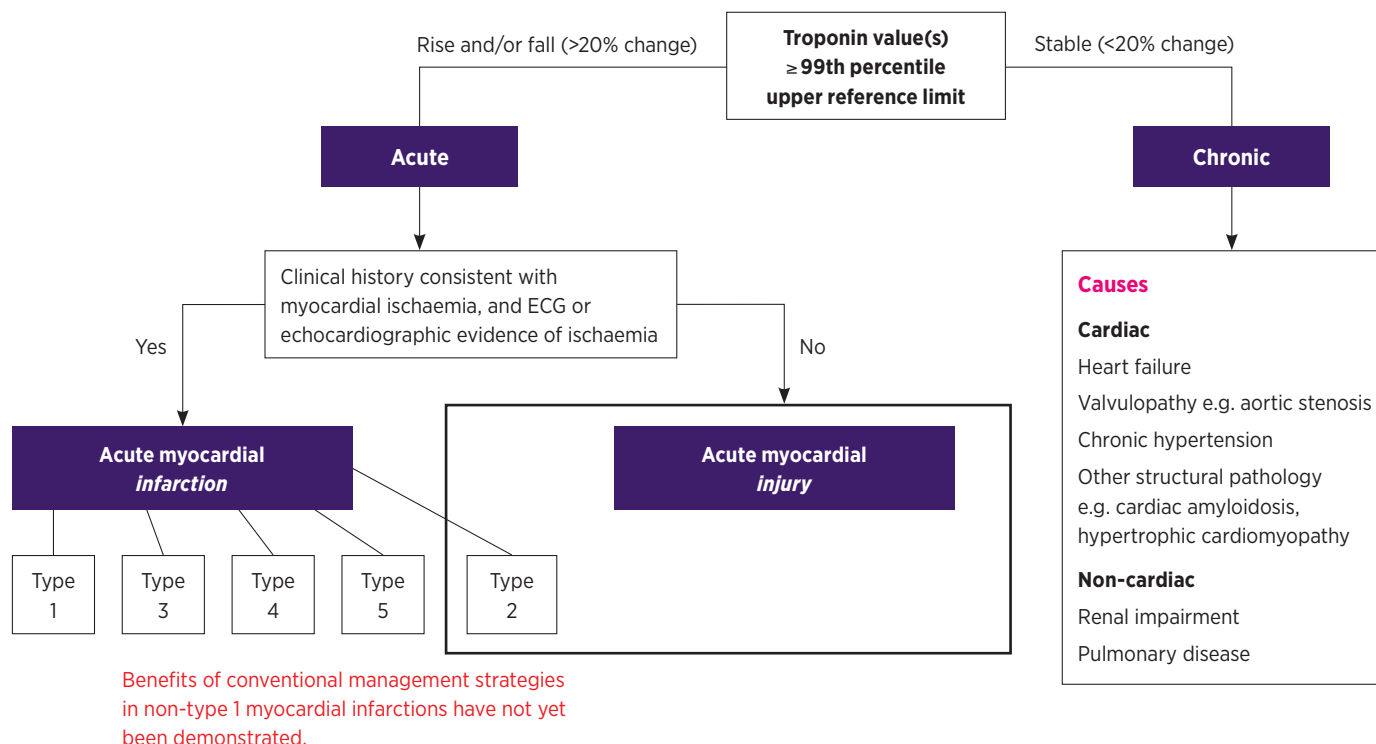 Rise and/or fall (>20% change)
Troponin value(s)
≥ 99th percentile
upper reference limit
Stable (<20% change)
Acute
Chronic
Clinical history consistent with
myocardial ischaemia, and ECG or
echocardiographic evidence of ischaemia
Yes
No
Acute myocardial
infarction
Acute myocardial
injury
Type
1
Type
3
Type
4
Type
5
Type
2
Benefits of conventional management strategies
in non-type 1 myocardial infarctions have not yet
been demonstrated.
Causes
Cardiac
Heart failure
Valvulopathy e.g. aortic stenosis
Chronic hypertension
Other structural pathology
e.g. cardiac amyloidosis,
hypertrophic cardiomyopathy
Non-cardiac
Renal impairment
Pulmonary disease